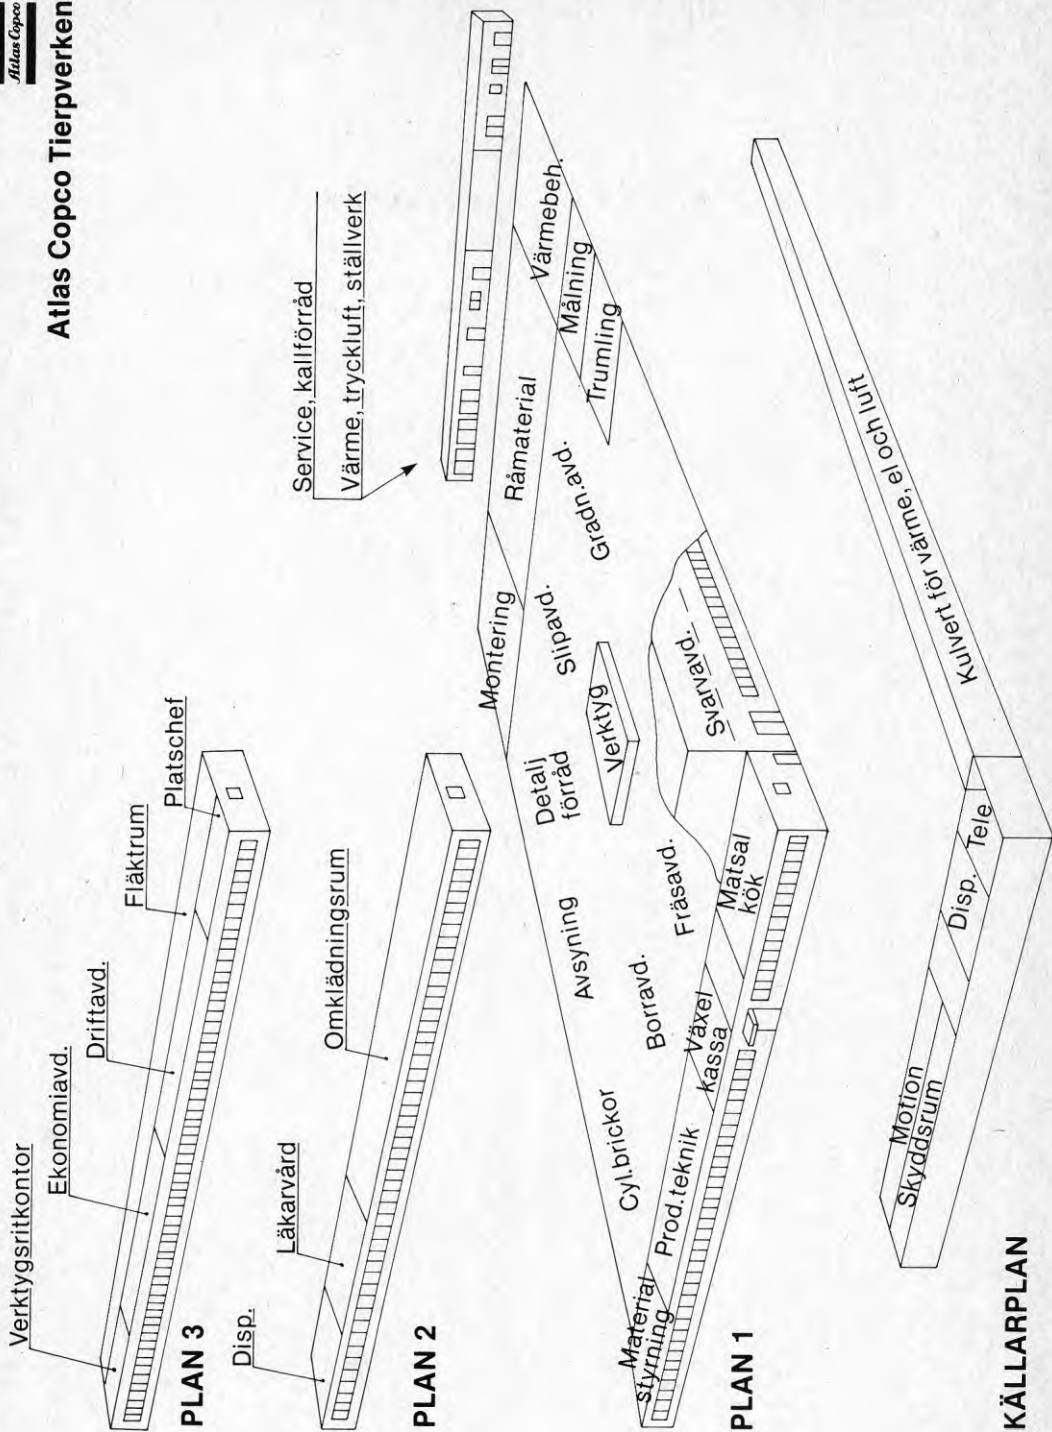 Atlas Copco
Atlas Copco Tierpverken
Verktygsritkontor
Ekonomiavd.
Driftavd.
Fläktrum
Platschef
PLAN 3
Disp.
Läkarvård
Omklädningsrum
PLAN 2
Service, kallförråd
Värme, tryckluft, ställverk
Montering
Råmaterial
Värmebeh.
Målning
Trumling
Gradn.avd.
Slipavd.
Detalj
förråd
Verktyg
Svarvavd.
Avsyning
Fräsavd.
Borravd.
Cyl.brickor
Material
styrning
Prod.teknik
Växel
kassa
Matsal
kök
PLAN 1
Motion
Skyddsrum
Disp.
Tele
Kulvert för värme, el och luft
KÄLLARPLAN